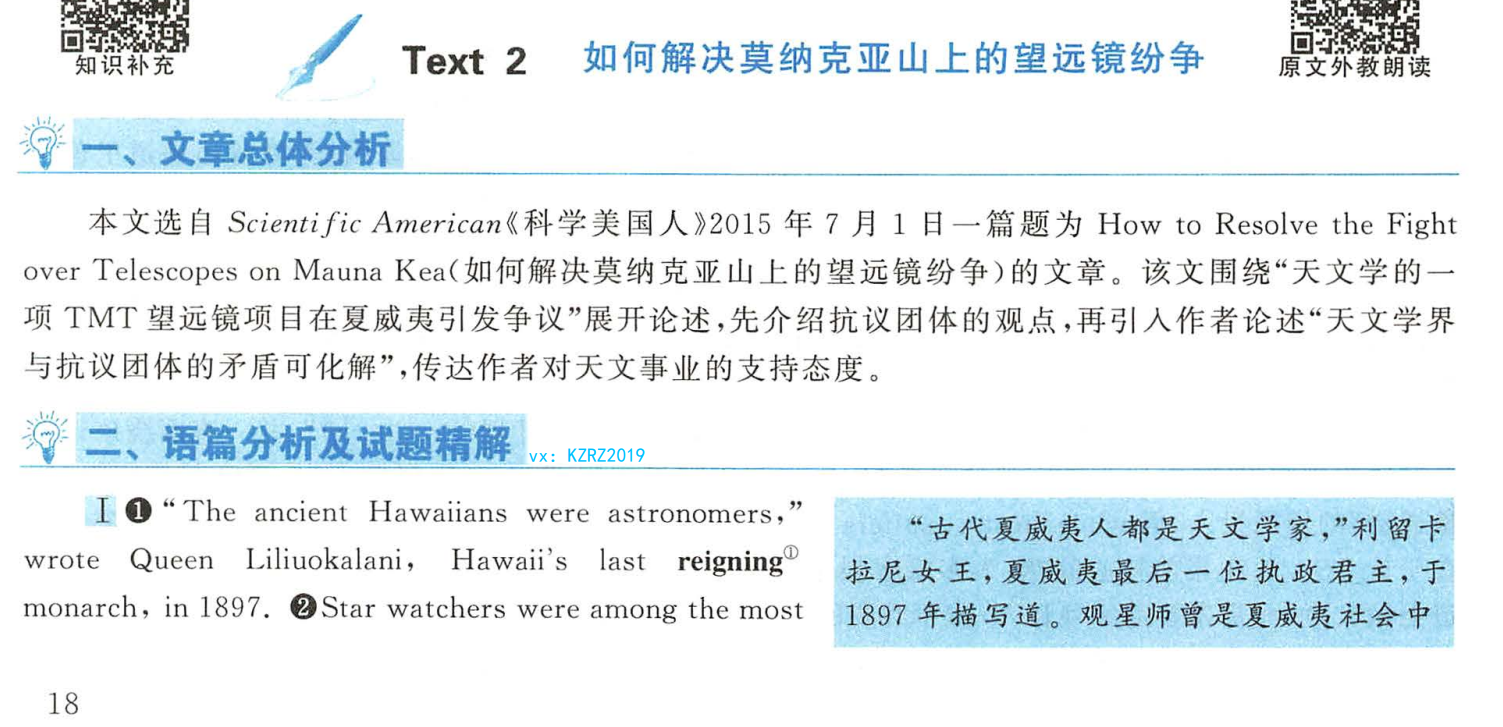 知识补充
Text 2 如何解决莫纳克亚山上的望远镜纷争
原文外教朗读
一、文章总体分析
本文选自 Scientific American《科学美国人》2015 年 7 月 1 日一篇题为 How to Resolve the Fight
over Telescopes on Mauna Kea(如何解决莫纳克亚山上的望远镜纷争)的文章。该文围绕“天文学的一
项 TMT 望远镜项目在夏威夷引发争议”展开论述,先介绍抗议团体的观点,再引入作者论述“天文学界
与抗议团体的矛盾可化解”,传达作者对天文事业的支持态度。
二、语篇分析及试题精解
vx: KZRZ2019
Ⅰ ❶“The ancient Hawaiians were astronomers,”
wrote Queen Liliuokalani, Hawaii's last reigning①
monarch, in 1897. ❷Star watchers were among the most
“古代夏威夷人都是天文学家,”利留卡
拉尼女王,夏威夷最后一位执政君主,于
1897 年描写道。观星师曾是夏威夷社会中
18